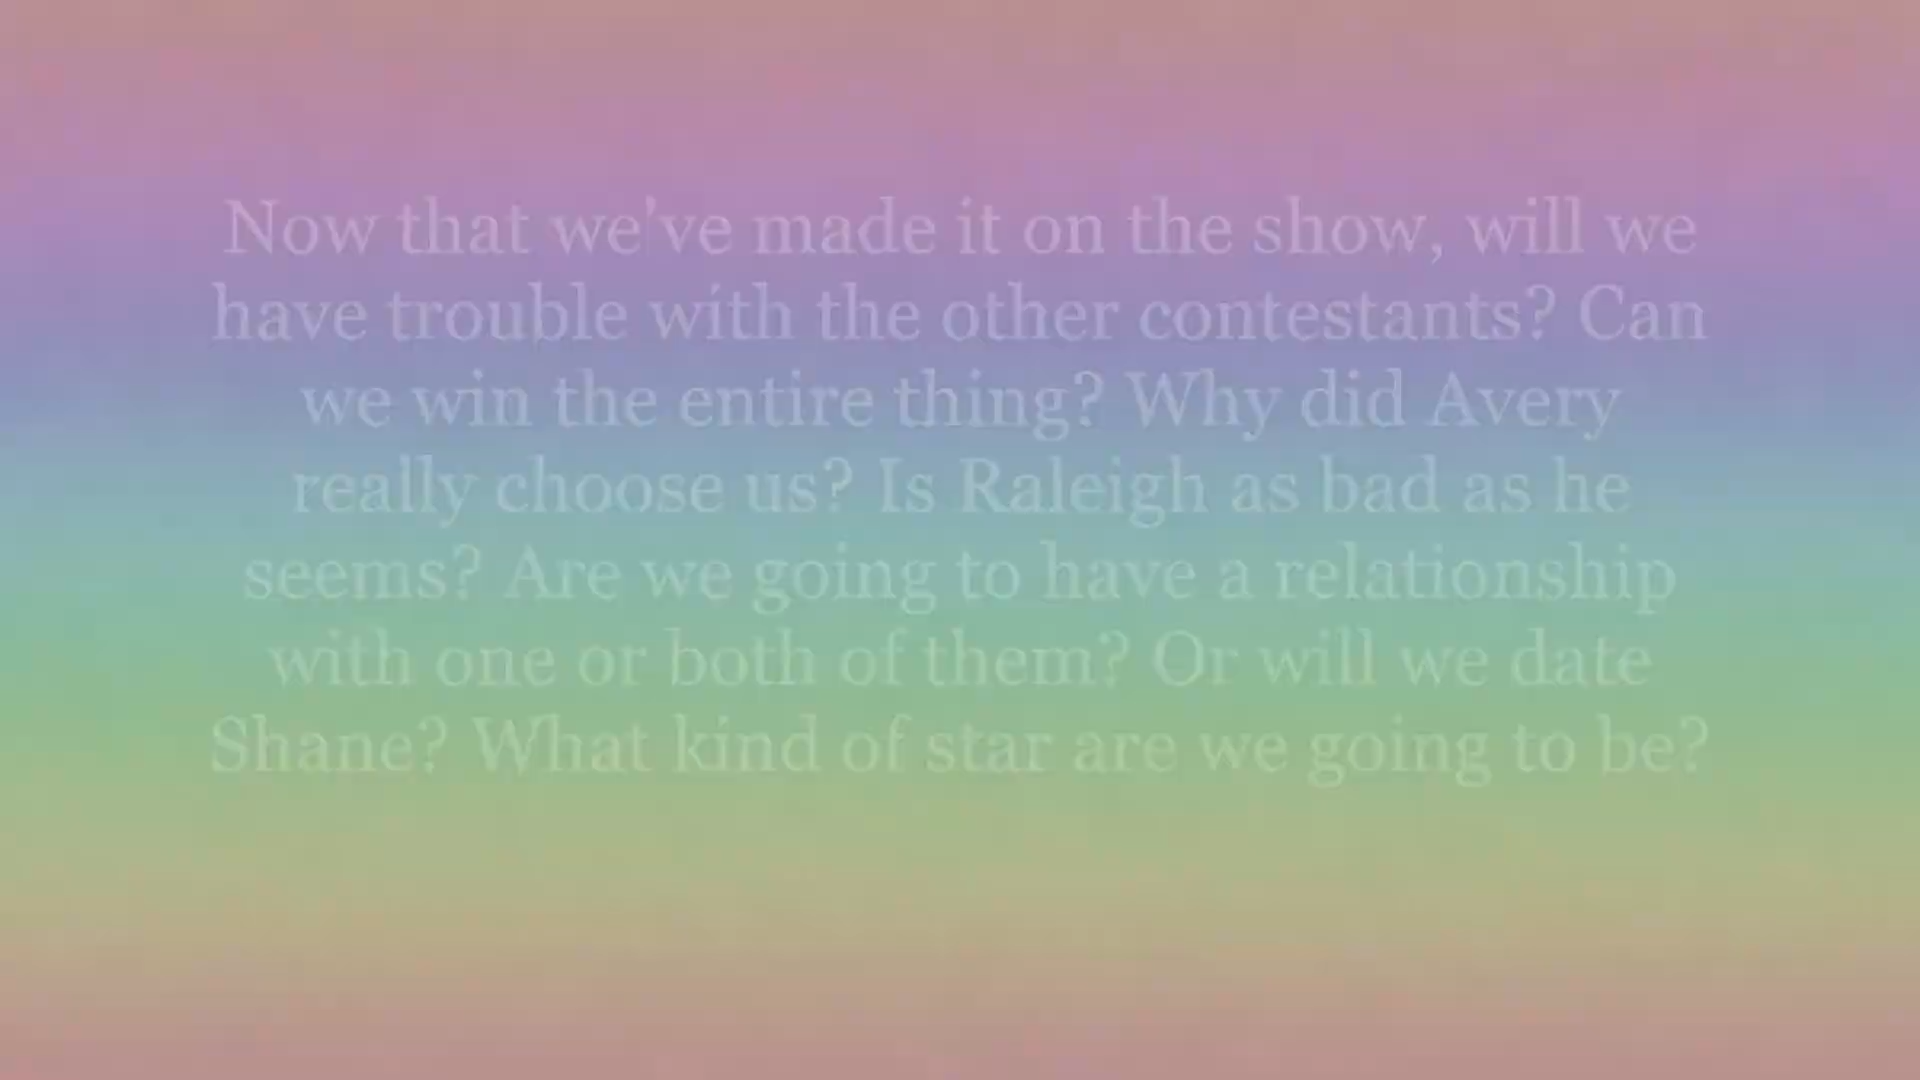 Now that we've made it on the show, will we
have trouble with the other contestants? Can
we win the entire thing? Why did Avery
really choose us? Is Raleigh as bad as he
seems? Are we going to have a relationship
with one or both of them? Or will we date
Shane? What kind of star are we going to be?